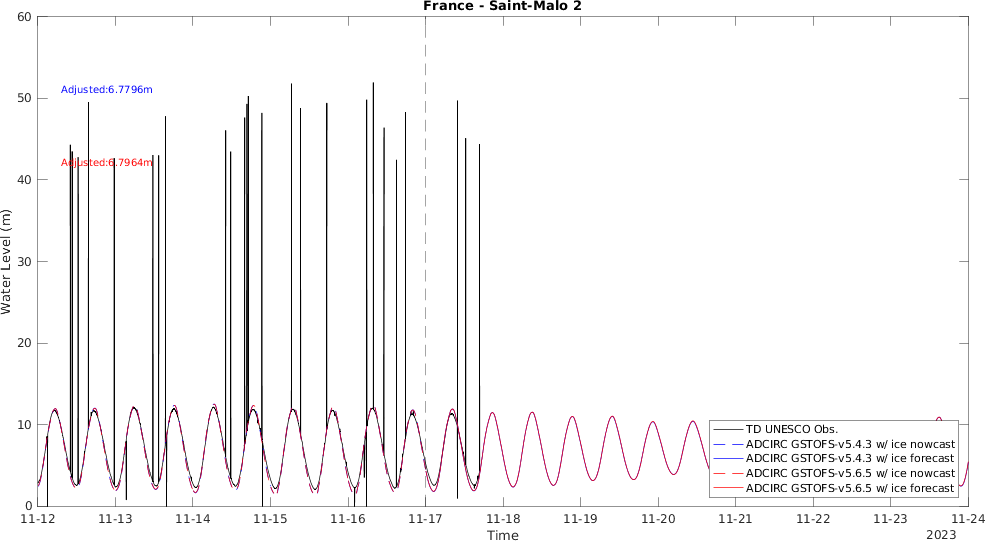 France - Saint-Malo 2
60
50
40
30
20
10
0
Water Level (m)
Adjusted:6.7796m
Adjusted:6.7964m
TD UNESCO Obs.
ADCIRC GSTOFS-v5.4.3 w/ ice nowcast
ADCIRC GSTOFS-v5.4.3 w/ ice forecast
ADCIRC GSTOFS-v5.6.5 w/ ice nowcast
ADCIRC GSTOFS-v5.6.5 w/ ice forecast
11-12 11-13 11-14 11-15 11-16 11-17 11-18 11-19 11-20 11-21 11-22 11-23 11-24
Time
2023